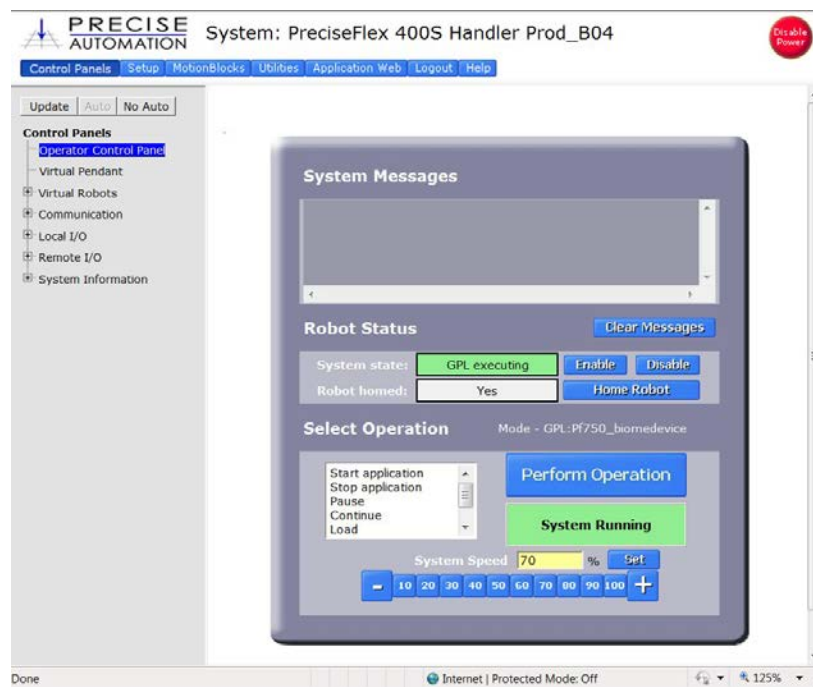 PRECISE
AUTOMATION
System: PreciseFlex 400S Handler Prod_B04
Disable
Power
Control Panels Setup MotionBlocks Utilities Application Web Logout Help
Update Auto No Auto
Control Panels
Operator Control Panel
Virtual Pendant
Virtual Robots
Communication
Local I/O
Remote I/O
System Information
System Messages
Robot Status Clear Messages
System state: GPL executing Enable Disable
Robot homed: Yes Home Robot
Select Operation Mode - GPL:Pf750_biomedevice
Start application
Stop application
Pause
Continue
Load
Perform Operation
System Running
System Speed 70 % Set
- 10 20 30 40 50 60 70 80 90 100 +
Done Internet | Protected Mode: Off 125%